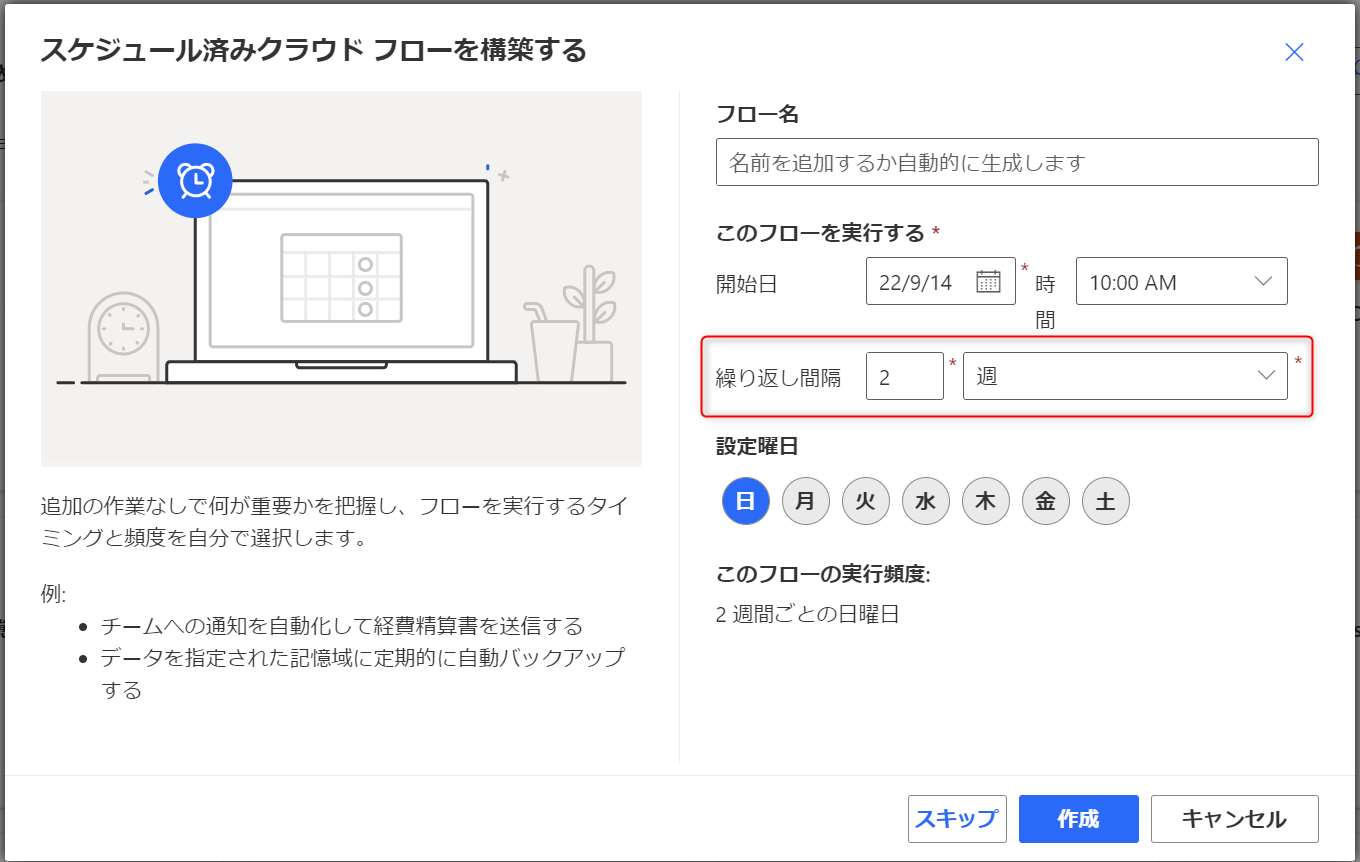 スケジュール済みクラウド フローを構築する
追加の作業なしで何が重要かを把握し、フローを実行するタイ
ミングと頻度を自分で選択します。
例:
• チームへの通知を自動化して経費精算書を送信する
• データを指定された記憶域に定期的に自動バックアップ
する
フロー名
名前を追加するか自動的に生成します
このフローを実行する *
開始日 22/9/14 * 時
間 10:00 AM
繰り返し間隔 2 * 週 *
設定曜日
日 月 火 水 木 金 土
このフローの実行頻度:
2 週間ごとの日曜日
スキップ 作成 キャンセル